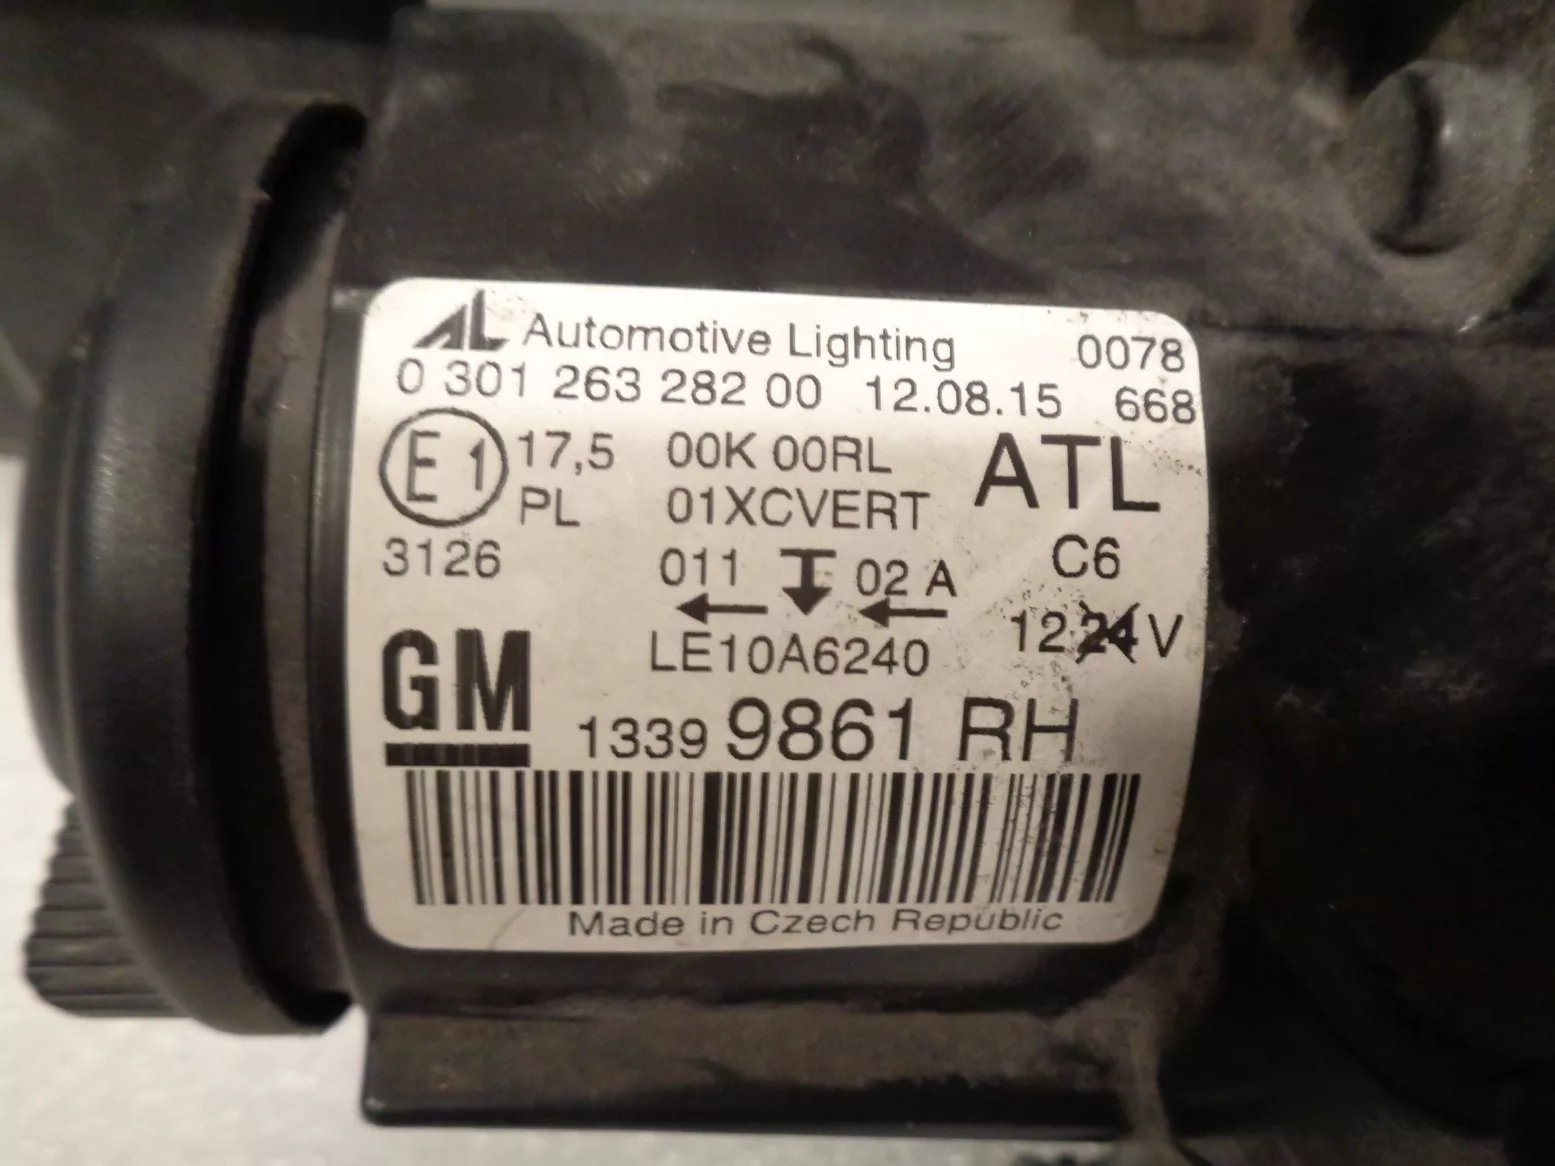 AL Automotive Lighting 0078
0 301 263 282 00 12.08.15 668
E1 17,5 00K 00RL ATL
PL 01XCVERT
3126 011 02 A C6
LE10A6240 12 24 V
GM 1339 9861 RH
Made in Czech Republic